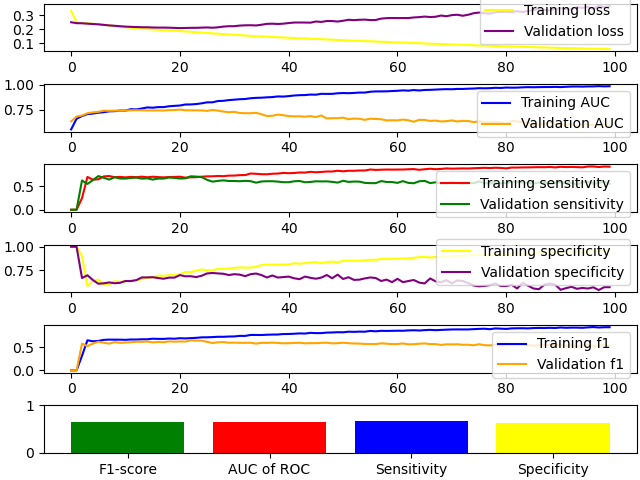 0.3
0.2
0.1
Training loss
Validation loss
0 20 40 60 80 100
1.00
0.75
Training AUC
Validation AUC
0 20 40 60 80 100
0.5
0.0
Training sensitivity
Validation sensitivity
0 20 40 60 80 100
1.00
0.75
Training specificity
Validation specificity
0 20 40 60 80 100
0.5
0.0
Training f1
Validation f1
0 20 40 60 80 100
1
0
F1-score AUC of ROC Sensitivity Specificity